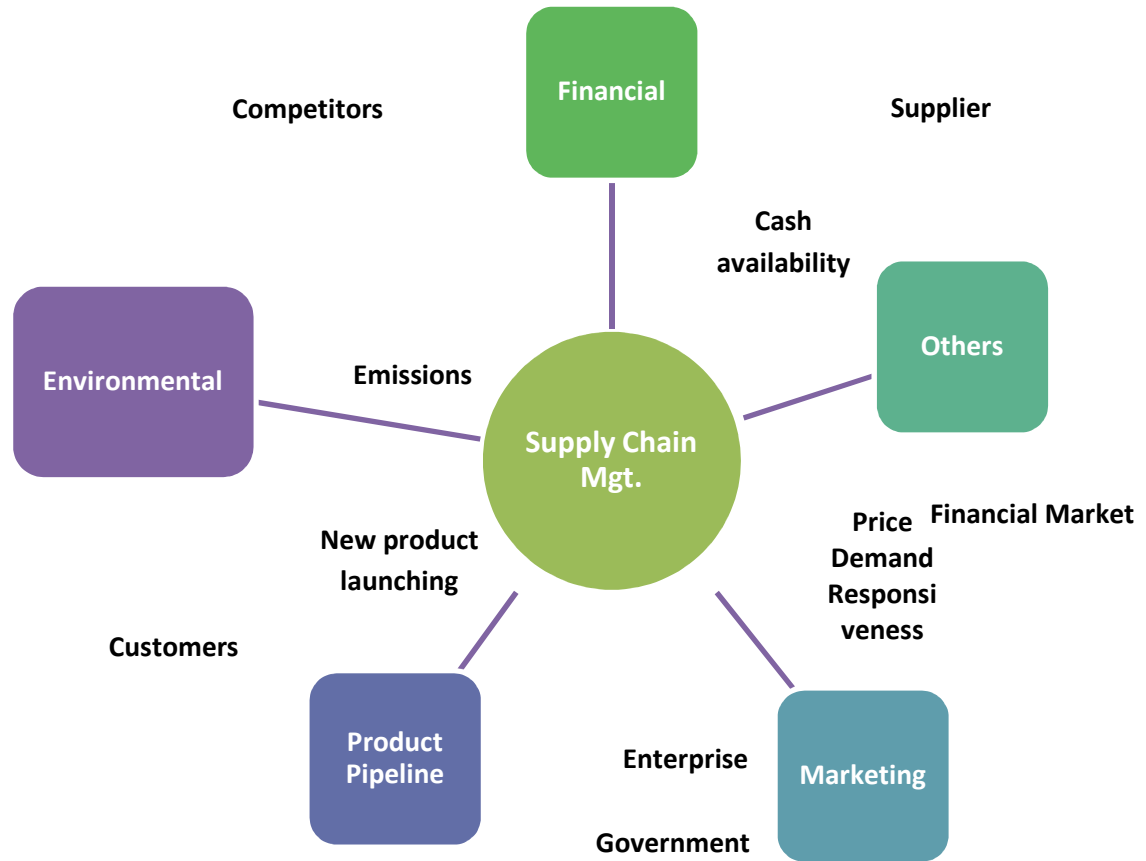 Financial
Competitors
Supplier
Cash
availability
Others
Environmental
Emissions
Supply Chain
Mgt.
Financial Market
Price
Demand
Responsi
veness
New product
launching
Customers
Product
Pipeline
Enterprise
Marketing
Government